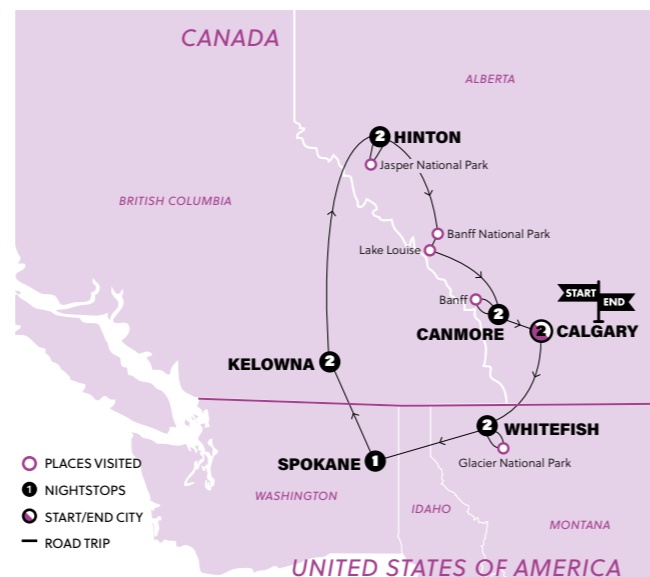 CANADA
ALBERTA
2 HINTON
Jasper National Park
BRITISH COLUMBIA
Banff National Park
Lake Louise
START
END
Banff
2
CANMORE
2 CALGARY
KELOWNA 2
2 WHITEFISH
Glacier National Park
SPOKANE 1
PLACES VISITED
1 NIGHTSTOPS
START/END CITY
ROAD TRIP
WASHINGTON
IDAHO
MONTANA
UNITED STATES OF AMERICA